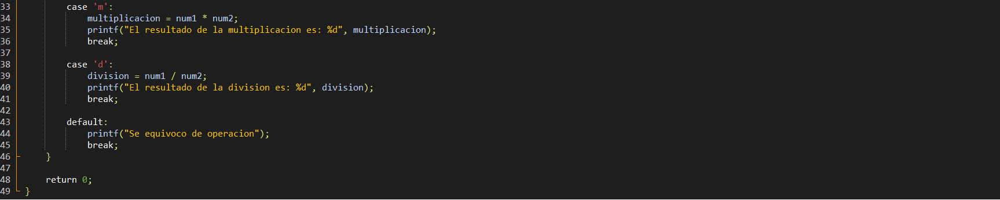 33 case 'm':
34 multiplicacion = num1 * num2;
35 printf("El resultado de la multiplicacion es: %d", multiplicacion);
36 break;
37
38 case 'd':
39 division = num1 / num2;
40 printf("El resultado de la division es: %d", division);
41 break;
42
43 default:
44 printf("Se equivoco de operacion");
45 break;
46 }
47
48 return 0;
49 }